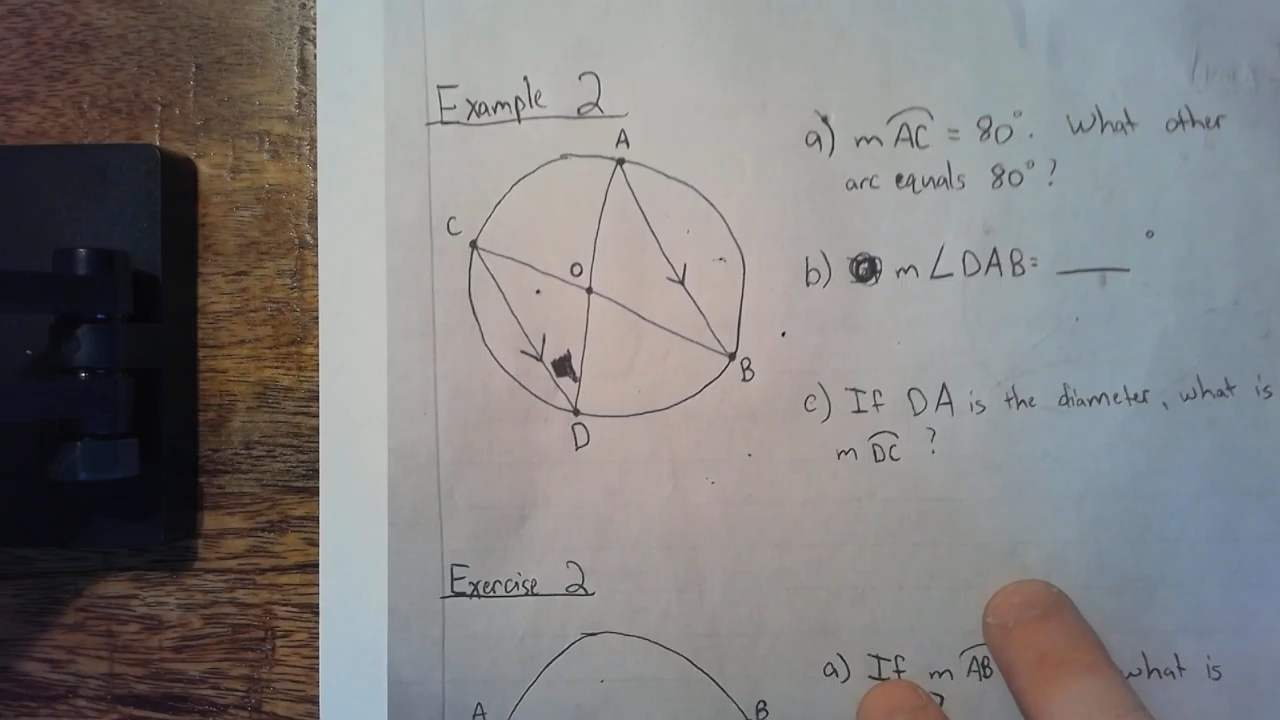 Example 2
A
C
O
B
D
a) m AC = 80°. What other
arc equals 80°?
b) m ∠DAB= ____°
c) If DA is the diameter, what is
m DC ?
Exercise 2
A
B
a) If m AB what is
?